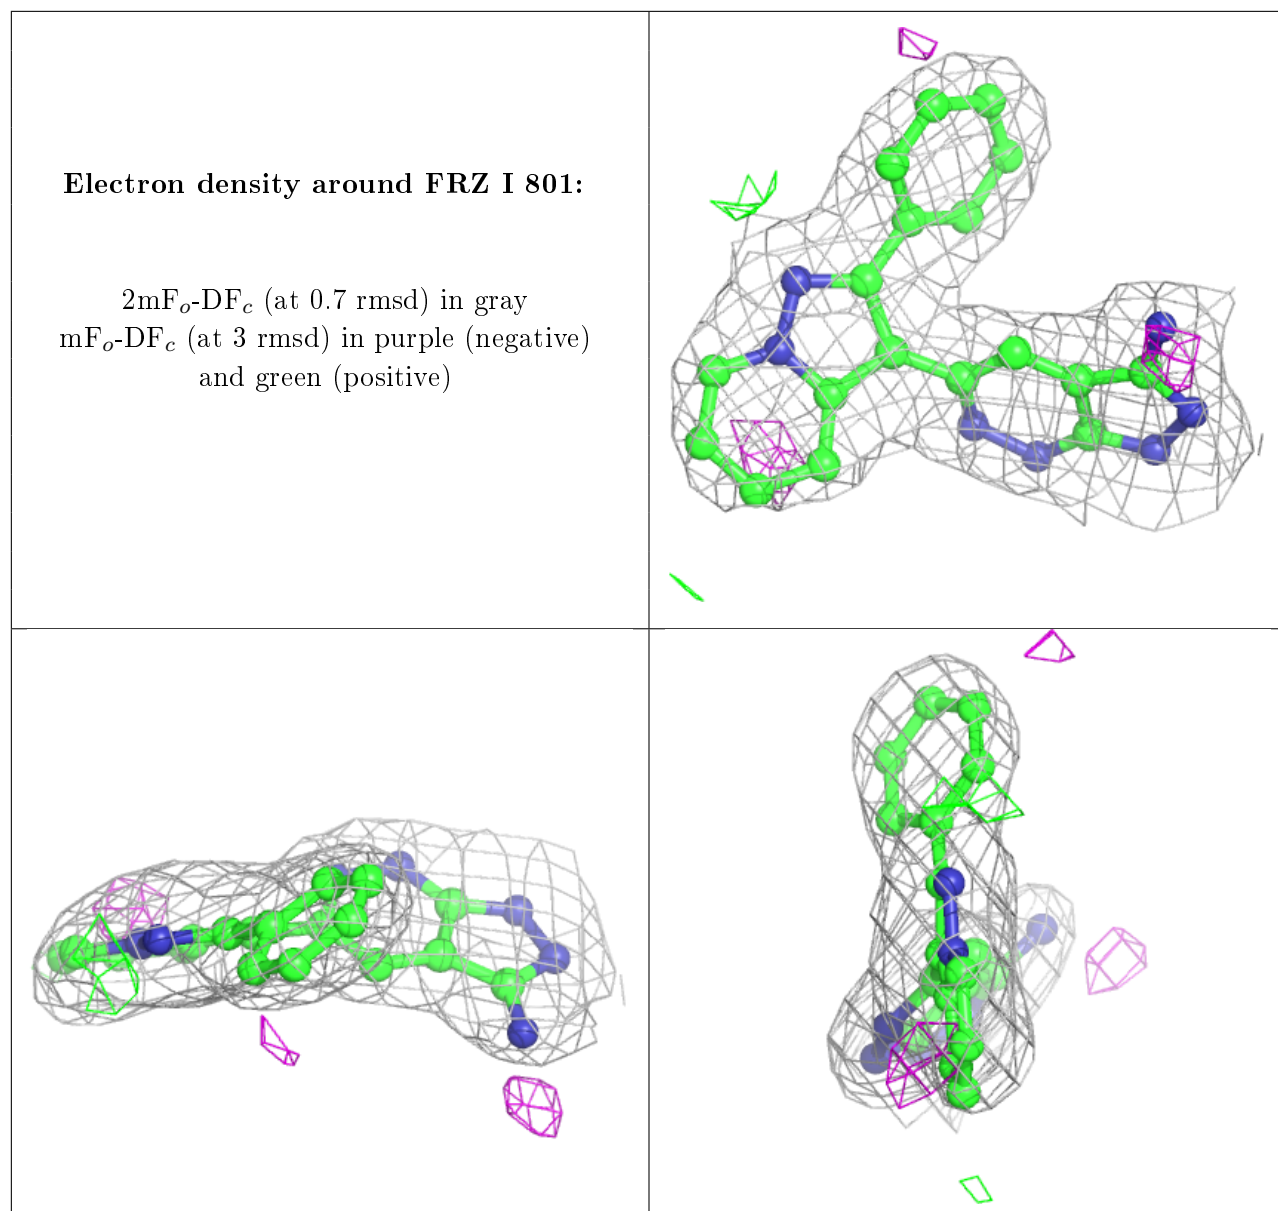 Electron density around FRZ I 801:
2mFo-DFc (at 0.7 rmsd) in gray
mFo-DFc (at 3 rmsd) in purple (negative)
and green (positive)